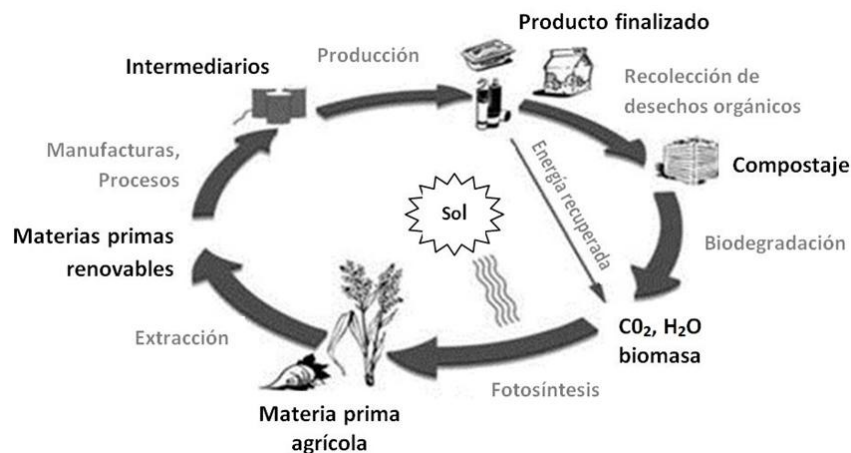 Producto finalizado
Producción
Intermediarios
Recolección de
desechos orgánicos
Manufacturas,
Procesos
Energía recuperada
Compostaje
Sol
Materias primas
renovables
Biodegradación
Extracción
C0₂, H₂O
biomasa
Fotosíntesis
Materia prima
agrícola